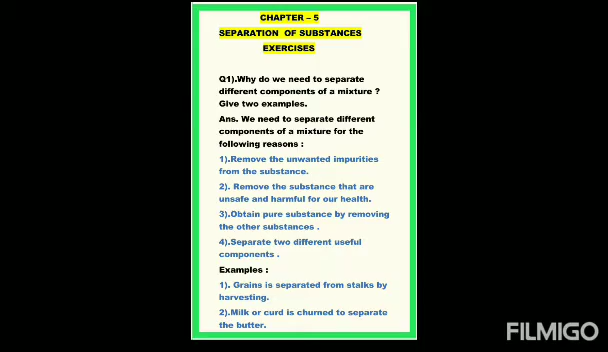 CHAPTER – 5
SEPARATION OF SUBSTANCES
EXERCISES
Q1).Why do we need to separate
different components of a mixture ?
Give two examples.
Ans. We need to separate different
components of a mixture for the
following reasons :
1).Remove the unwanted impurities
from the substance.
2). Remove the substance that are
unsafe and harmful for our health.
3).Obtain pure substance by removing
the other substances .
4).Separate two different useful
components .
Examples :
1). Grains is separated from stalks by
harvesting.
2).Milk or curd is churned to separate
the butter.
FILMIGO